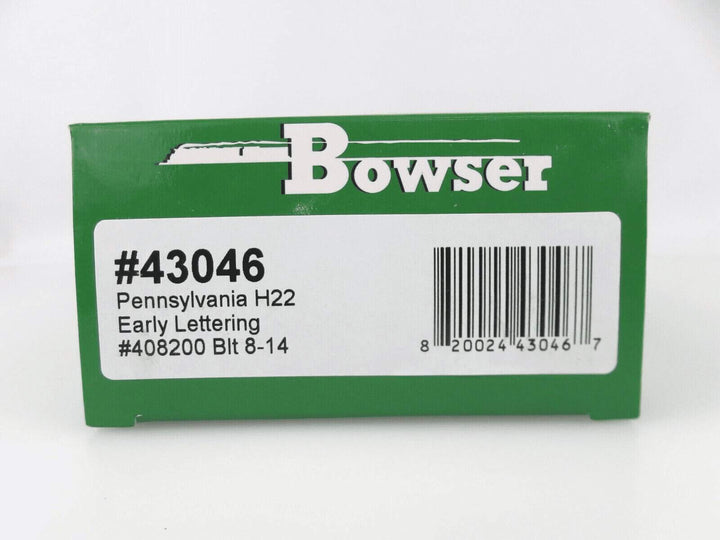 Bowser
#43046
Pennsylvania H22
Early Lettering
#408200 Blt 8-14
8 20024 43046 7